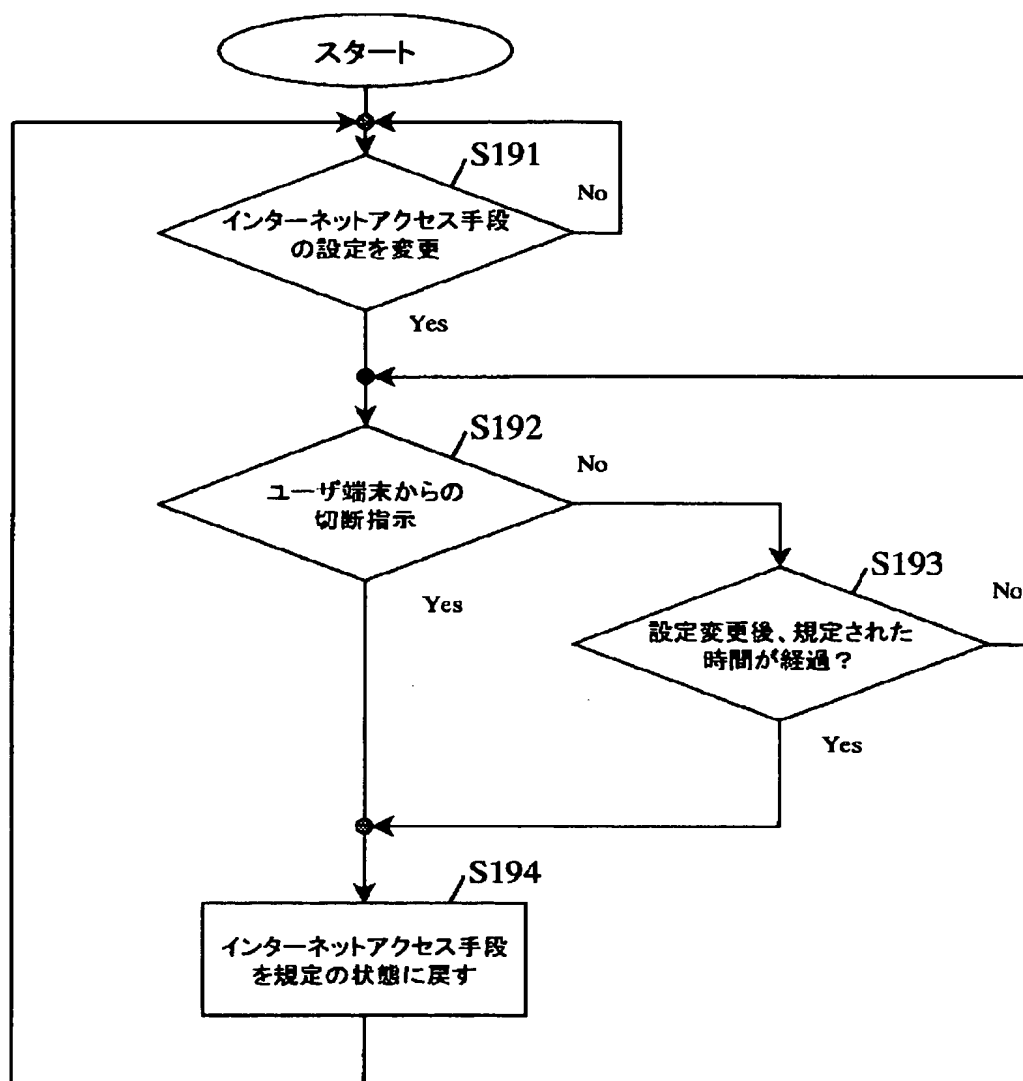 スタート
S191
No
インターネットアクセス手段
の設定を変更
Yes
S192
No
ユーザ端末からの
切断指示
Yes
S193
No
設定変更後、規定された
時間が経過?
Yes
S194
インターネットアクセス手段
を規定の状態に戻す